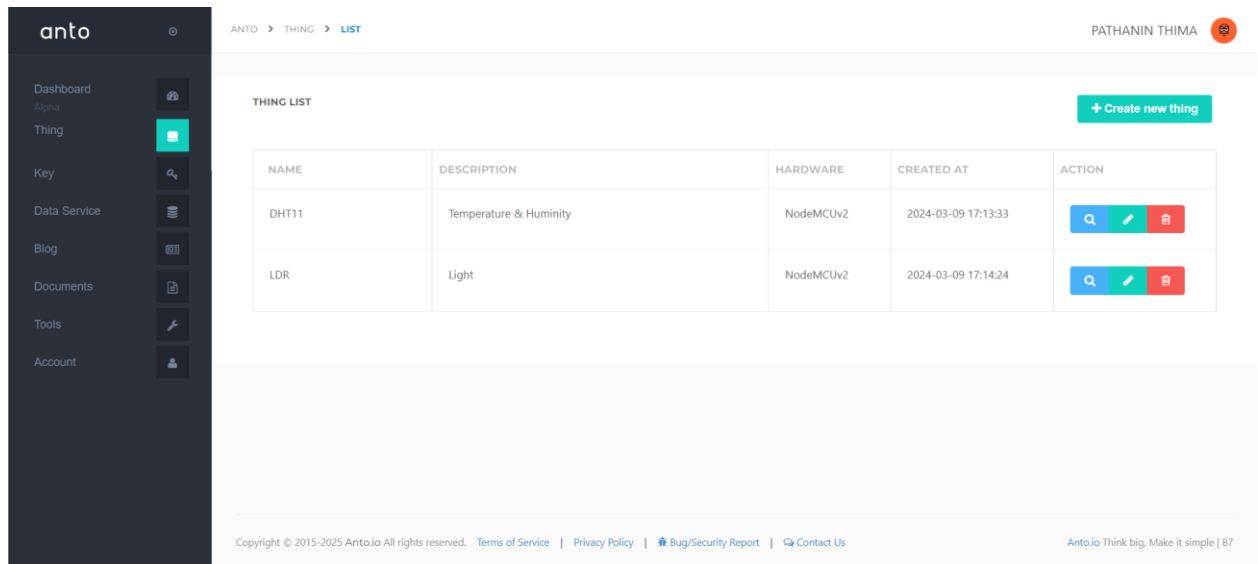 anto
ANTO > THING > LIST
PATHANIN THIMA
Dashboard
Alpha
Thing
Key
Data Service
Blog
Documents
Tools
Account
THING LIST
+ Create new thing
NAME DESCRIPTION HARDWARE CREATED AT ACTION
DHT11 Temperature & Huminity NodeMCUv2 2024-03-09 17:13:33
LDR Light NodeMCUv2 2024-03-09 17:14:24
Copyright © 2015-2025 Anto.io All rights reserved. Terms of Service | Privacy Policy | Bug/Security Report | Contact Us
Anto.io Think big, Make it simple | 87